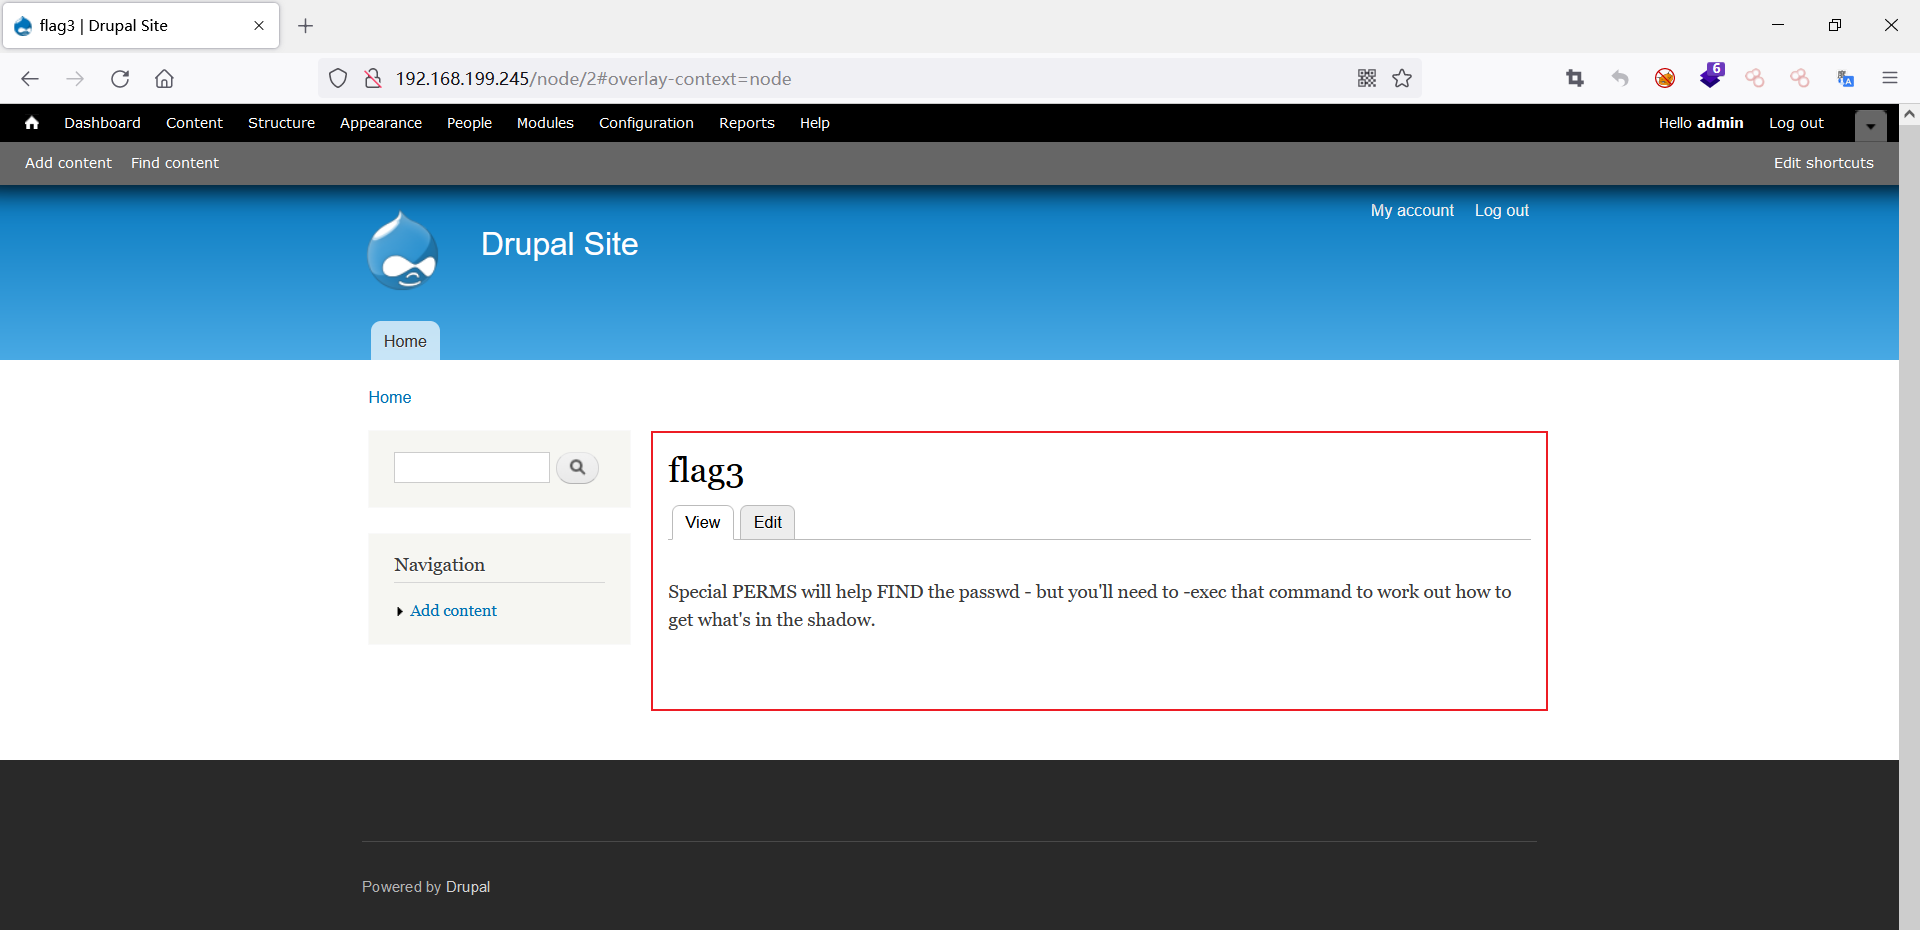 flag3 | Drupal Site
192.168.199.245/node/2#overlay-context=node
6
Dashboard Content Structure Appearance People Modules Configuration Reports Help Hello admin Log out
Add content Find content Edit shortcuts
My account Log out
Drupal Site
Home
Home
flag3
View Edit
Navigation
Add content
Special PERMS will help FIND the passwd - but you'll need to -exec that command to work out how to
get what's in the shadow.
Powered by Drupal